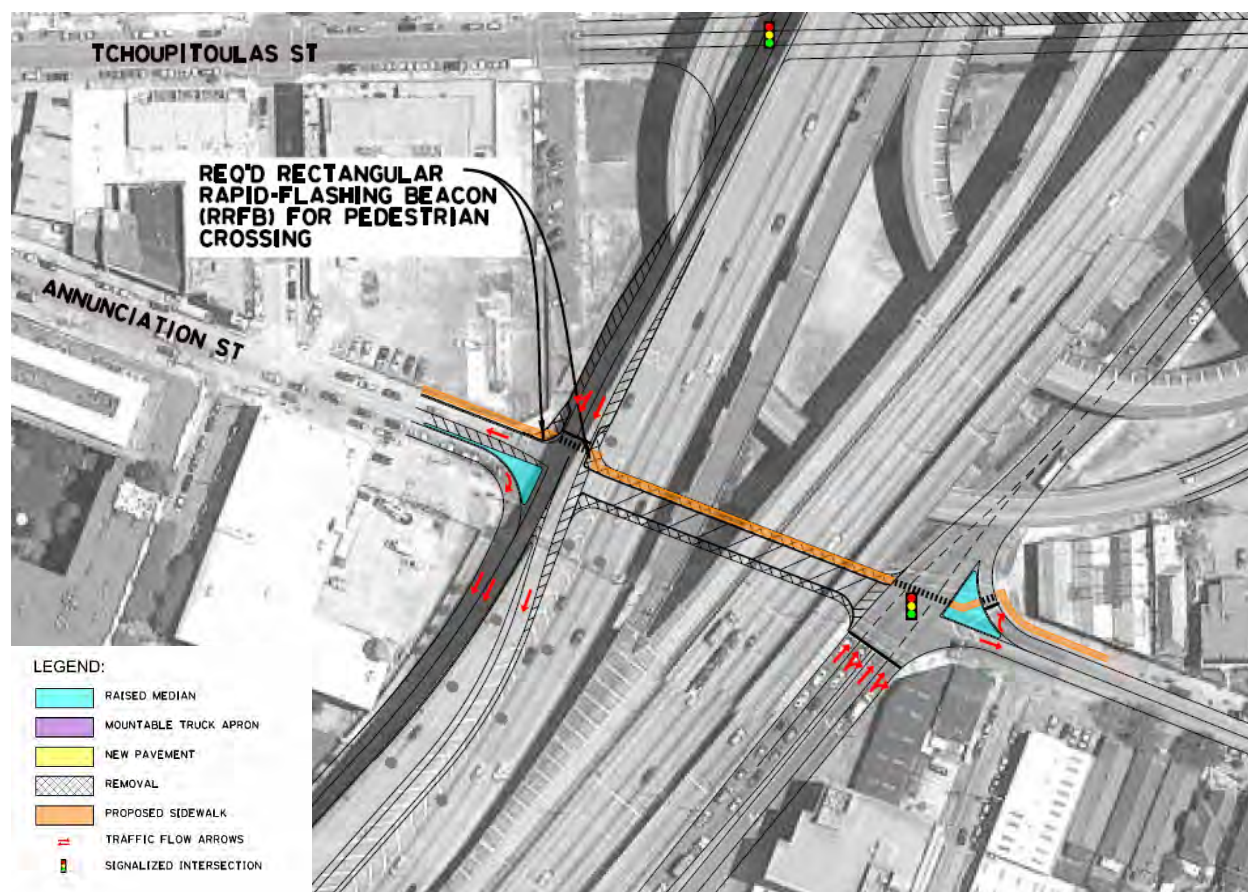 TCHOUPITOULAS ST
REQ'D RECTANGULAR
RAPID-FLASHING BEACON
(RRFB) FOR PEDESTRIAN
CROSSING
ANNUNCIATION ST
LEGEND:
RAISED MEDIAN
MOUNTABLE TRUCK APRON
NEW PAVEMENT
REMOVAL
PROPOSED SIDEWALK
TRAFFIC FLOW ARROWS
SIGNALIZED INTERSECTION